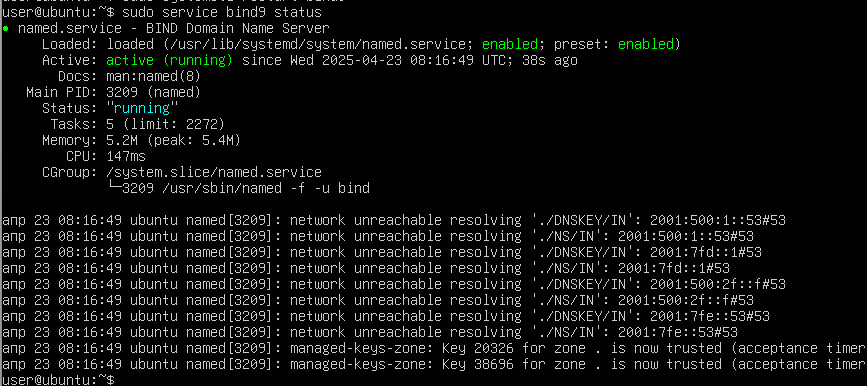 user@ubuntu:~$ sudo service bind9 status
● named.service - BIND Domain Name Server
Loaded: loaded (/usr/lib/systemd/system/named.service; enabled; preset: enabled)
Active: active (running) since Wed 2025-04-23 08:16:49 UTC; 38s ago
Docs: man:named(8)
Main PID: 3209 (named)
Status: "running"
Tasks: 5 (limit: 2272)
Memory: 5.2M (peak: 5.4M)
CPU: 147ms
CGroup: /system.slice/named.service
└─3209 /usr/sbin/named -f -u bind
апр 23 08:16:49 ubuntu named[3209]: network unreachable resolving './DNSKEY/IN': 2001:500:1::53#53
апр 23 08:16:49 ubuntu named[3209]: network unreachable resolving './NS/IN': 2001:500:1::53#53
апр 23 08:16:49 ubuntu named[3209]: network unreachable resolving './DNSKEY/IN': 2001:7fd::1#53
апр 23 08:16:49 ubuntu named[3209]: network unreachable resolving './NS/IN': 2001:7fd::1#53
апр 23 08:16:49 ubuntu named[3209]: network unreachable resolving './DNSKEY/IN': 2001:500:2f::f#53
апр 23 08:16:49 ubuntu named[3209]: network unreachable resolving './NS/IN': 2001:500:2f::f#53
апр 23 08:16:49 ubuntu named[3209]: network unreachable resolving './DNSKEY/IN': 2001:7fe::53#53
апр 23 08:16:49 ubuntu named[3209]: network unreachable resolving './NS/IN': 2001:7fe::53#53
апр 23 08:16:49 ubuntu named[3209]: managed-keys-zone: Key 20326 for zone . is now trusted (acceptance timer
апр 23 08:16:49 ubuntu named[3209]: managed-keys-zone: Key 38696 for zone . is now trusted (acceptance timer
user@ubuntu:~$